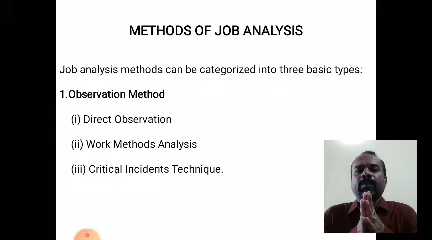 METHODS OF JOB ANALYSIS
Job analysis methods can be categorized into three basic types:
1.Observation Method
(i) Direct Observation
(ii) Work Methods Analysis
(iii) Critical Incidents Technique.